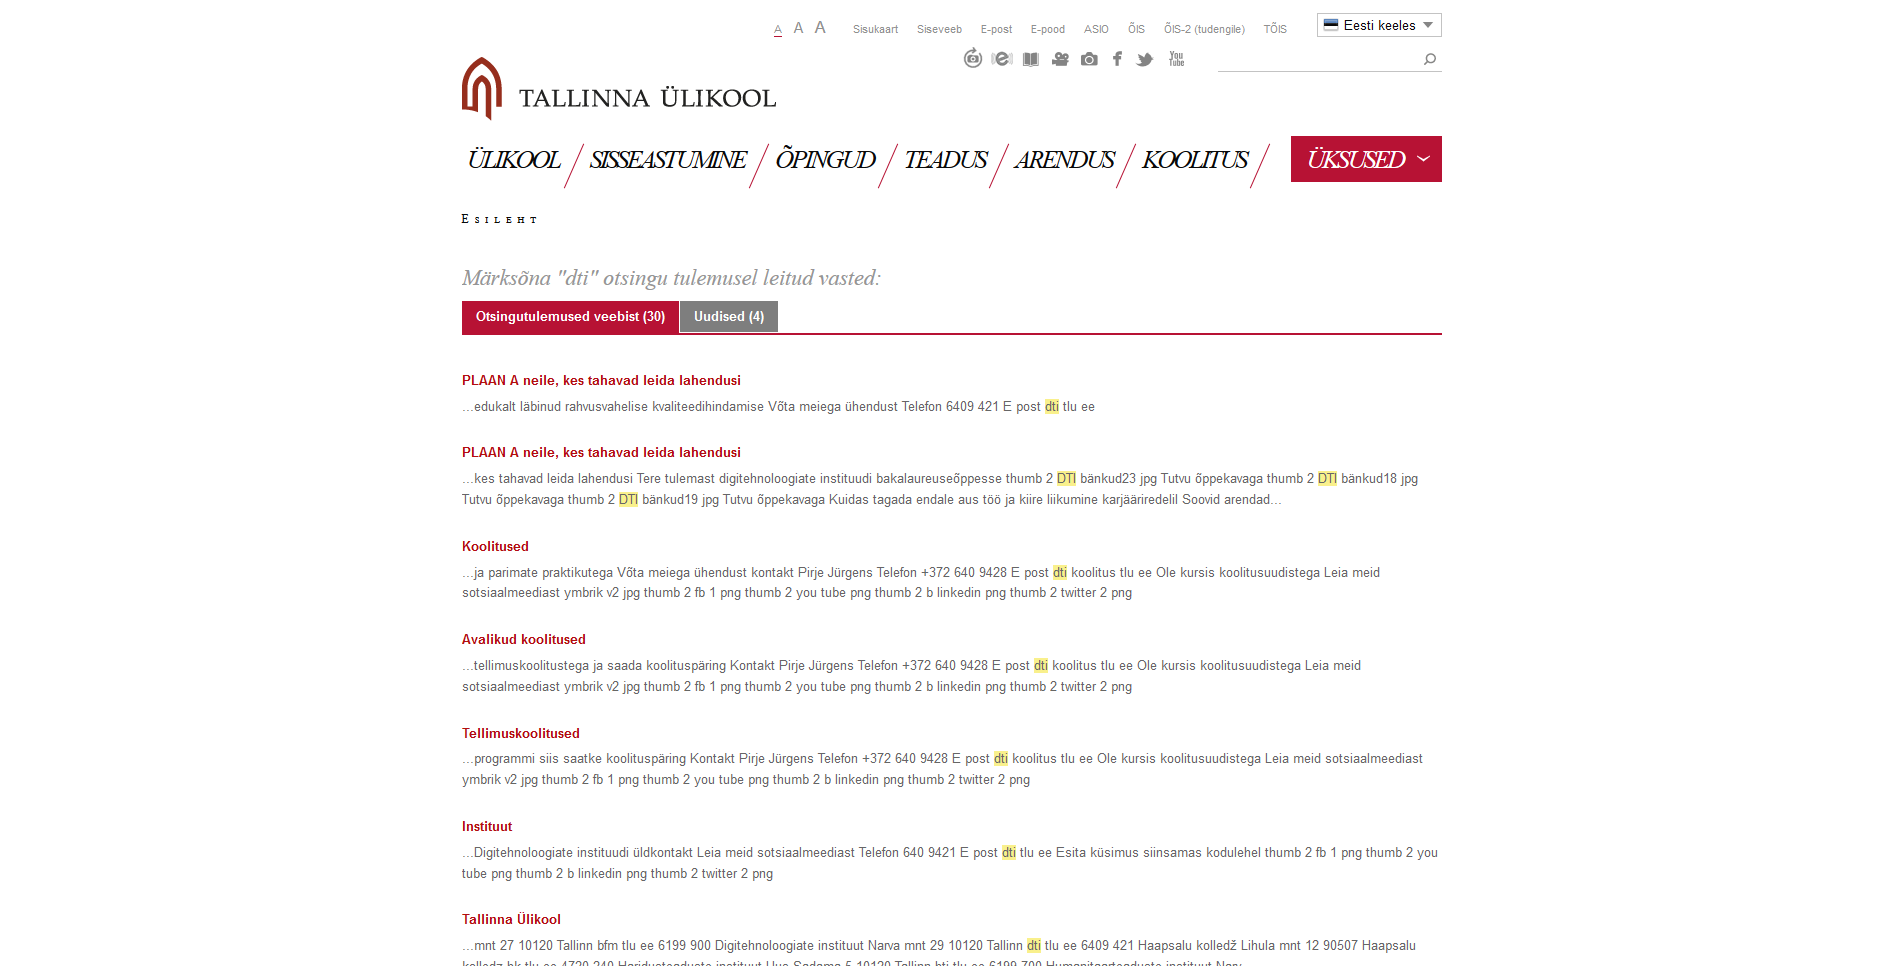 A A A Sisukaart Siseveeb E-post E-pood ASIO ÕIS ÕIS-2 (tudengile) TÕIS Eesti keeles
You Tube
TALLINNA ÜLIKOOL
ÜLIKOOL SISSEASTUMINE ÕPINGUD TEADUS ARENDUS KOOLITUS ÜKSUSED
ESILEHT
Märksõna "dti" otsingu tulemusel leitud vasted:
Otsingutulemused veebist (30) Uudised (4)
PLAAN A neile, kes tahavad leida lahendusi
...edukalt läbinud rahvusvahelise kvaliteedihindamise Võta meiega ühendust Telefon 6409 421 E post dti tlu ee
PLAAN A neile, kes tahavad leida lahendusi
...kes tahavad leida lahendusi Tere tulemast digitehnoloogiate instituudi bakalaureuseõppesse thumb 2 DTI bänkud23 jpg Tutvu õppekavaga thumb 2 DTI bänkud18 jpg
Tutvu õppekavaga thumb 2 DTI bänkud19 jpg Tutvu õppekavaga Kuidas tagada endale aus töö ja kiire liikumine karjääriredelil Soovid arendad...
Koolitused
...ja parimate praktikutega Võta meiega ühendust kontakt Pirje Jürgens Telefon +372 640 9428 E post dti koolitus tlu ee Ole kursis koolitusuudistega Leia meid
sotsiaalmeediast ymbrik v2 jpg thumb 2 fb 1 png thumb 2 you tube png thumb 2 b linkedin png thumb 2 twitter 2 png
Avalikud koolitused
...tellimuskoolitustega ja saada koolituspäring Kontakt Pirje Jürgens Telefon +372 640 9428 E post dti koolitus tlu ee Ole kursis koolitusuudistega Leia meid
sotsiaalmeediast ymbrik v2 jpg thumb 2 fb 1 png thumb 2 you tube png thumb 2 b linkedin png thumb 2 twitter 2 png
Tellimuskoolitused
...programmi siis saatke koolituspäring Kontakt Pirje Jürgens Telefon +372 640 9428 E post dti koolitus tlu ee Ole kursis koolitusuudistega Leia meid sotsiaalmeediast
ymbrik v2 jpg thumb 2 fb 1 png thumb 2 you tube png thumb 2 b linkedin png thumb 2 twitter 2 png
Instituut
...Digitehnoloogiate instituudi üldkontakt Leia meid sotsiaalmeediast Telefon 640 9421 E post dti tlu ee Esita küsimus siinsamas kodulehel thumb 2 fb 1 png thumb 2 you
tube png thumb 2 b linkedin png thumb 2 twitter 2 png
Tallinna Ülikool
...mnt 27 10120 Tallinn bfm tlu ee 6199 900 Digitehnoloogiate instituut Narva mnt 29 10120 Tallinn dti tlu ee 6409 421 Haapsalu kolledž Lihula mnt 12 90507 Haapsalu